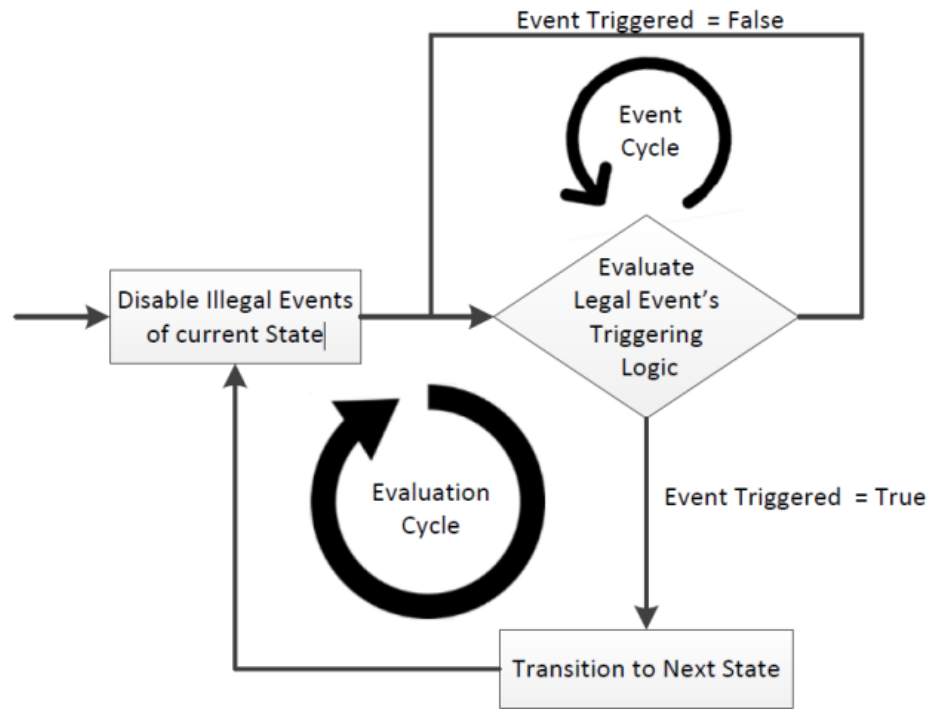 Event Triggered  = False
Event
Cycle
Evaluate
Legal Event's
Triggering
Logic
Disable Illegal Events
of current State
Evaluation
Cycle
Event Triggered  = True
Transition to Next State